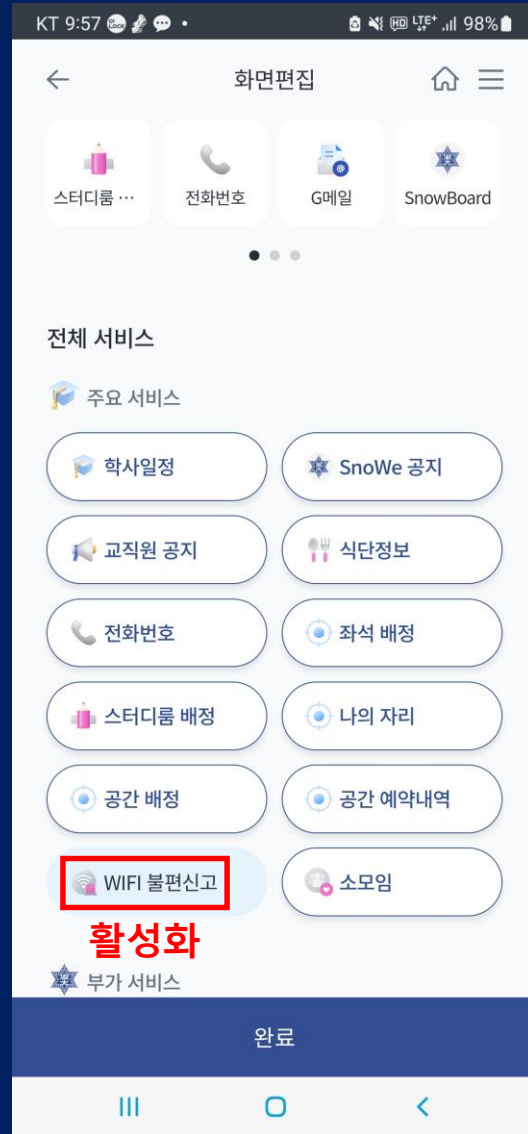 KT 9:57
LTE+ 98%
화면편집
스터디룸 ···
전화번호
G메일
SnowBoard
전체 서비스
주요 서비스
학사일정
SnoWe 공지
교직원 공지
식단정보
전화번호
좌석 배정
스터디룸 배정
나의 자리
공간 배정
공간 예약내역
WIFI 불편신고
소모임
활성화
부가 서비스
완료